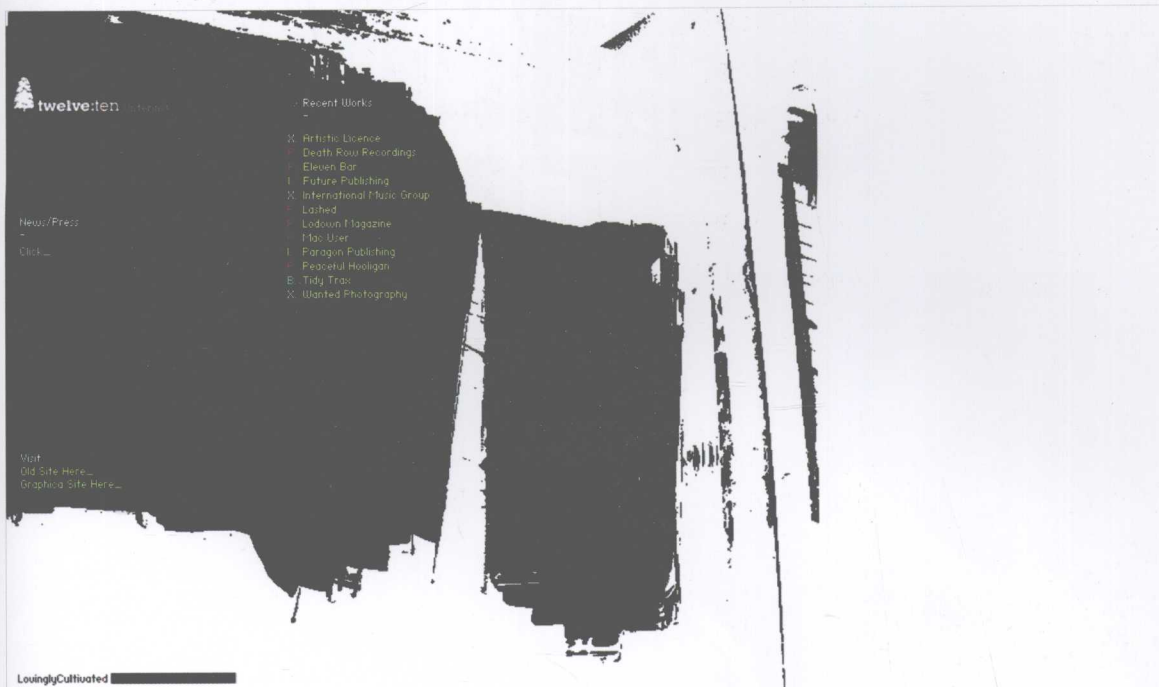 twelve:ten
Recent Works
-
X. Artistic Licence
Death Row Recordings
Eleven Bar
I. Future Publishing
X. International Music Group
Lashed
Lodown Magazine
Mac User
I. Paragon Publishing
Peaceful Hooligan
B. Tidy Trax
X. Wanted Photography
News/Press
-
Click_
Visit
Old Site Here_
Graphica Site Here_
LovinglyCultivated